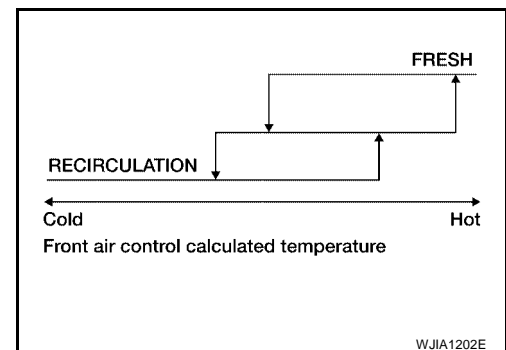 FRESH
RECIRCULATION
Cold Hot
Front air control calculated temperature
WJIA1202E